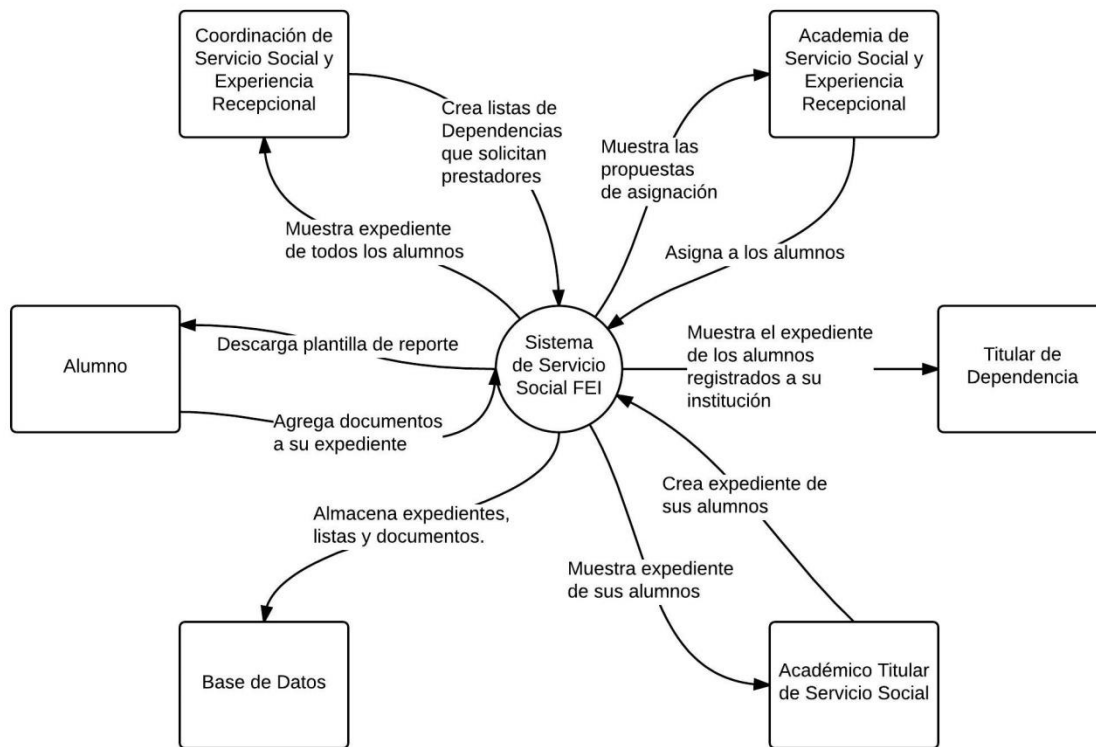 Coordinación de
Servicio Social y
Experiencia
Recepcional
Academia de
Servicio Social y
Experiencia
Recepcional
Crea listas de
Dependencias
que solicitan
prestadores
Muestra las
propuestas
de asignación
Muestra expediente
de todos los alumnos
Asigna a los alumnos
Alumno
Descarga plantilla de reporte
Agrega documentos
a su expediente
Sistema
de Servicio
Social FEI
Muestra el expediente
de los alumnos
registrados a su
institución
Titular de
Dependencia
Almacena expedientes,
listas y documentos.
Crea expediente de
sus alumnos
Muestra expediente
de sus alumnos
Base de Datos
Académico Titular
de Servicio Social